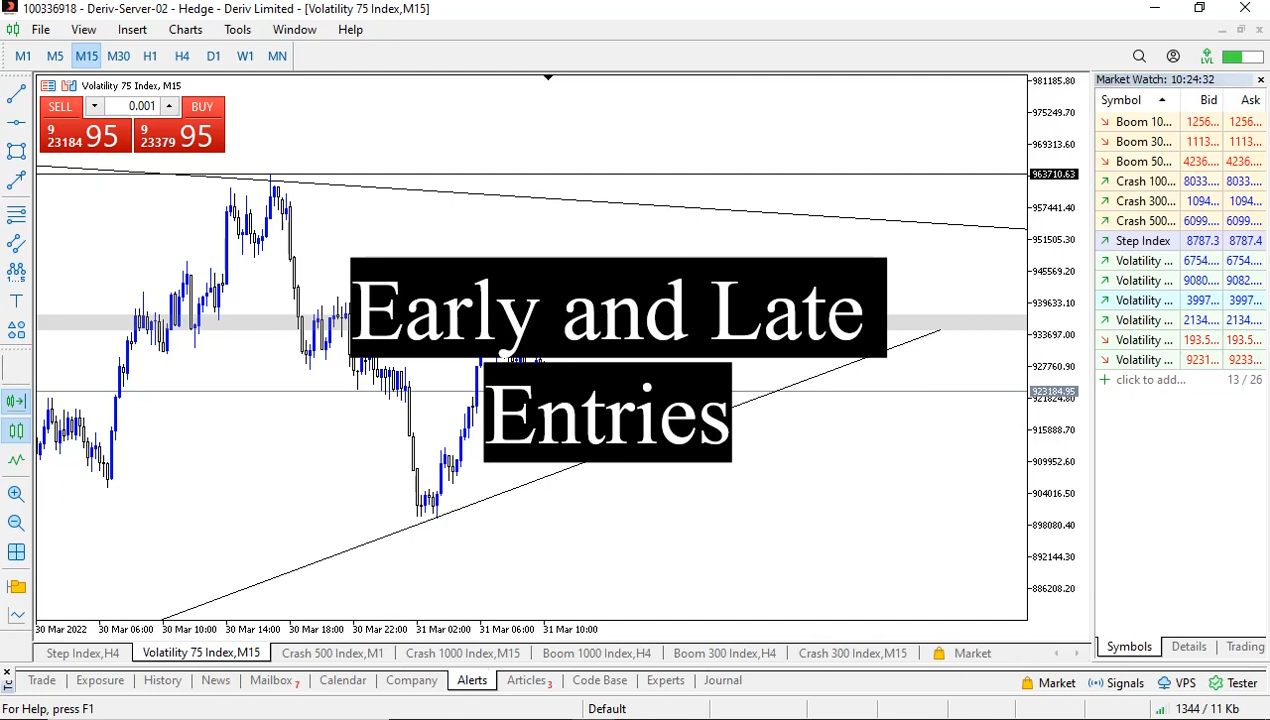 100336918 - Deriv-Server-02 - Hedge - Deriv Limited - [Volatility 75 Index,M15]
File View Insert Charts Tools Window Help
M1 M5 M15 M30 H1 H4 D1 W1 MN
LVL
Volatility 75 Index, M15
SELL 0.001 BUY
9 23184 95 9 23379 95
Early and Late
Entries
981185.80
975249.70
969313.60
963710.63
957441.40
951505.30
945569.20
939633.10
933697.00
927760.90
923184.95
921824.80
915888.70
909952.60
904016.50
898080.40
892144.30
886208.20
30 Mar 2022 30 Mar 06:00 30 Mar 10:00 30 Mar 14:00 30 Mar 18:00 30 Mar 22:00 31 Mar 02:00 31 Mar 06:00 31 Mar 10:00
Market Watch: 10:24:32
Symbol Bid Ask
Boom 10... 1256... 1256...
Boom 30... 1113... 1113...
Boom 50... 4236... 4236...
Crash 100... 8033.... 8033....
Crash 300... 1094... 1094...
Crash 500... 6099.... 6099....
Step Index 8787.3 8787.4
Volatility ... 6754.... 6754....
Volatility ... 9080.... 9082....
Volatility ... 3997... 3997...
Volatility ... 2134... 2134...
Volatility ... 193.5... 193.5...
Volatility ... 9231... 9233...
click to add... 13 / 26
Symbols Details Trading
Step Index,H4 Volatility 75 Index,M15 Crash 500 Index,M1 Crash 1000 Index,M15 Boom 1000 Index,H4 Boom 300 Index,H4 Crash 300 Index,M15 Market
Trade Exposure History News Mailbox 7 Calendar Company Alerts Articles 3 Code Base Experts Journal Market Signals VPS Tester
For Help, press F1 Default 1344 / 11 Kb